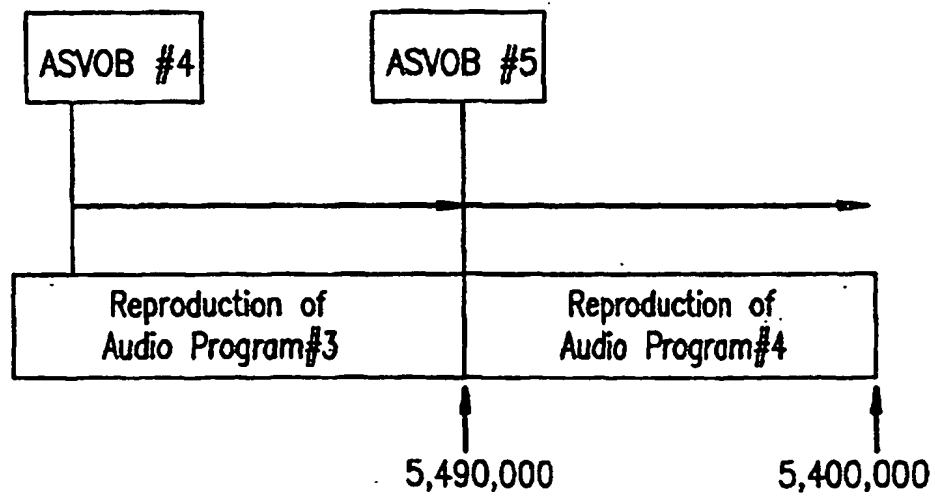 ASVOB #4
ASVOB #5
Reproduction of
Audio Program#3
Reproduction of
Audio Program#4
5,490,000
5,400,000